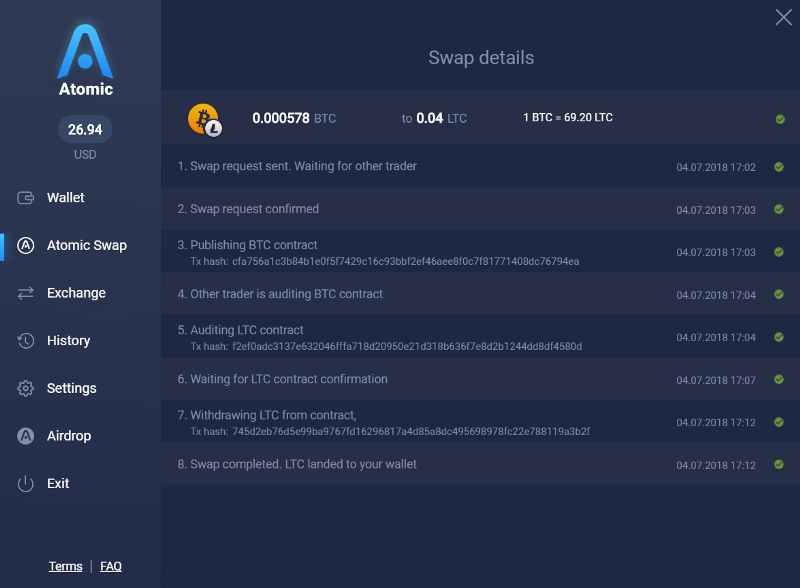 Swap details
Atomic
26.94
USD
Wallet
Atomic Swap
Exchange
History
Settings
Airdrop
Exit
Terms | FAQ
0.000578 BTC to 0.04 LTC 1 BTC = 69.20 LTC
1. Swap request sent. Waiting for other trader 04.07.2018 17:02
2. Swap request confirmed 04.07.2018 17:03
3. Publishing BTC contract 04.07.2018 17:03
Tx hash: cfa756a1c3b84b1e0f5f7429c16c93bbf2ef46aee8f0c7f81771408dc76794ea
4. Other trader is auditing BTC contract 04.07.2018 17:04
5. Auditing LTC contract 04.07.2018 17:04
Tx hash: f2ef0adc3137e632046fffa718d20950e21d318b636f7e8d2b1244dd8df4580d
6. Waiting for LTC contract confirmation 04.07.2018 17:07
7. Withdrawing LTC from contract, 04.07.2018 17:12
Tx hash: 745d2eb76d5e99ba9767fd16296817a4d85a8dc495698978fc22e788119a3b2f
8. Swap completed. LTC landed to your wallet 04.07.2018 17:12